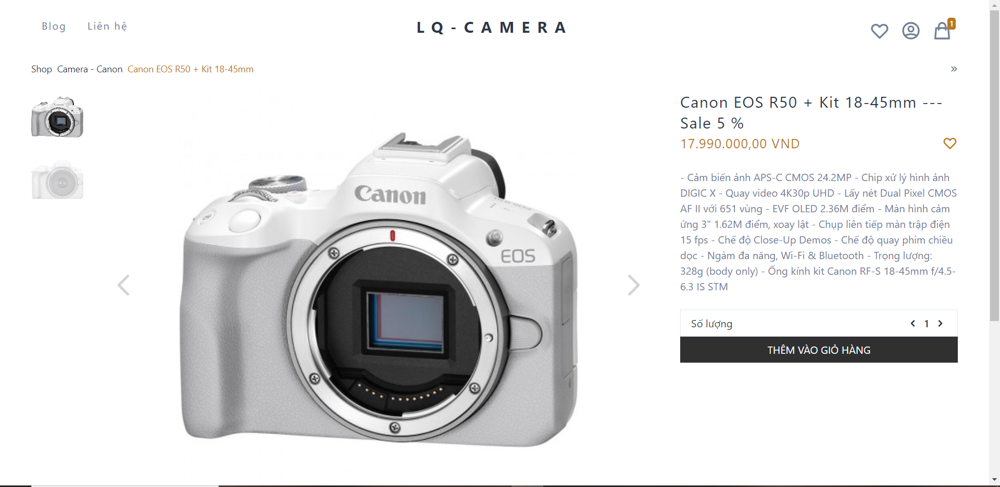 Blog Liên hệ
LQ-CAMERA
1
Shop Camera - Canon Canon EOS R50 + Kit 18-45mm
»
Canon
EOS
Canon EOS R50 + Kit 18-45mm ---
Sale 5 %
17.990.000,00 VND
- Cảm biến ảnh APS-C CMOS 24.2MP - Chip xử lý hình ảnh
DIGIC X - Quay video 4K30p UHD - Lấy nét Dual Pixel CMOS
AF II với 651 vùng - EVF OLED 2.36M điểm - Màn hình cảm
ứng 3" 1.62M điểm, xoay lật - Chụp liên tiếp màn trập điện
15 fps - Chế độ Close-Up Demos - Chế độ quay phim chiều
dọc - Ngàm đa năng, Wi-Fi & Bluetooth - Trọng lượng:
328g (body only) - Ống kính kit Canon RF-S 18-45mm f/4.5-
6.3 IS STM
Số lượng 1
THÊM VÀO GIỎ HÀNG